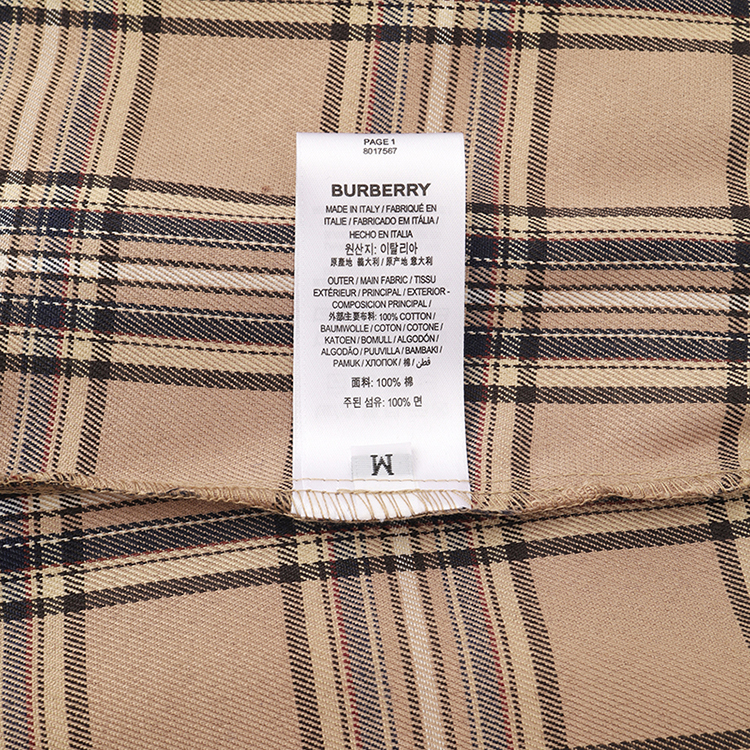 PAGE 1
8017567
BURBERRY
MADE IN ITALY / FABRIQUÉ EN
ITALIE / FABRICADO EM ITÁLIA /
HECHO EN ITALIA
원산지: 이탈리아
原產地 義大利 / 原产地 意大利
OUTER / MAIN FABRIC / TISSU
EXTÉRIEUR / PRINCIPAL / EXTERIOR -
COMPOSICION PRINCIPAL /
外部主要布料: 100% COTTON /
BAUMWOLLE / COTON / COTONE /
KATOEN / BOMULL / ALGODÓN /
ALGODÃO / PUUVILLA / BAMBAKI /
PAMUK / ХЛОПОК / 棉 / قطن /
面料: 100% 棉
주된 섬유: 100% 면
M